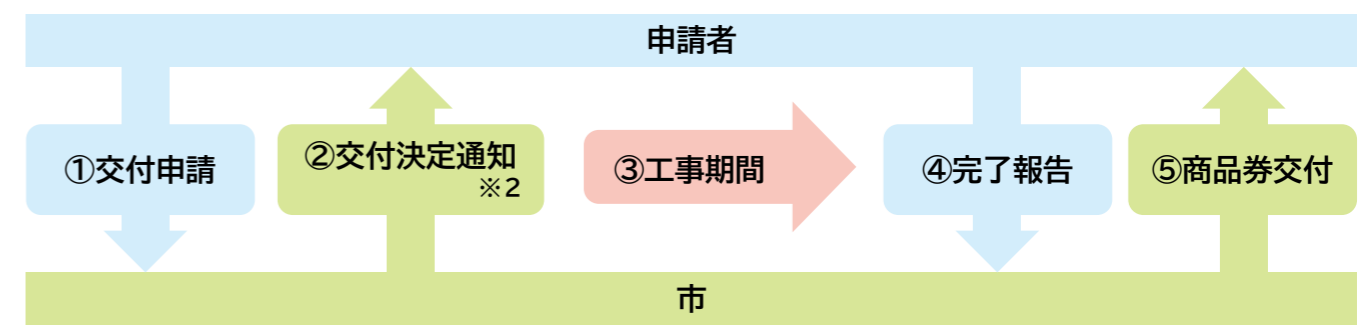 申請者
①交付申請
②交付決定通知
※2
③工事期間
④完了報告
⑤商品券交付
市